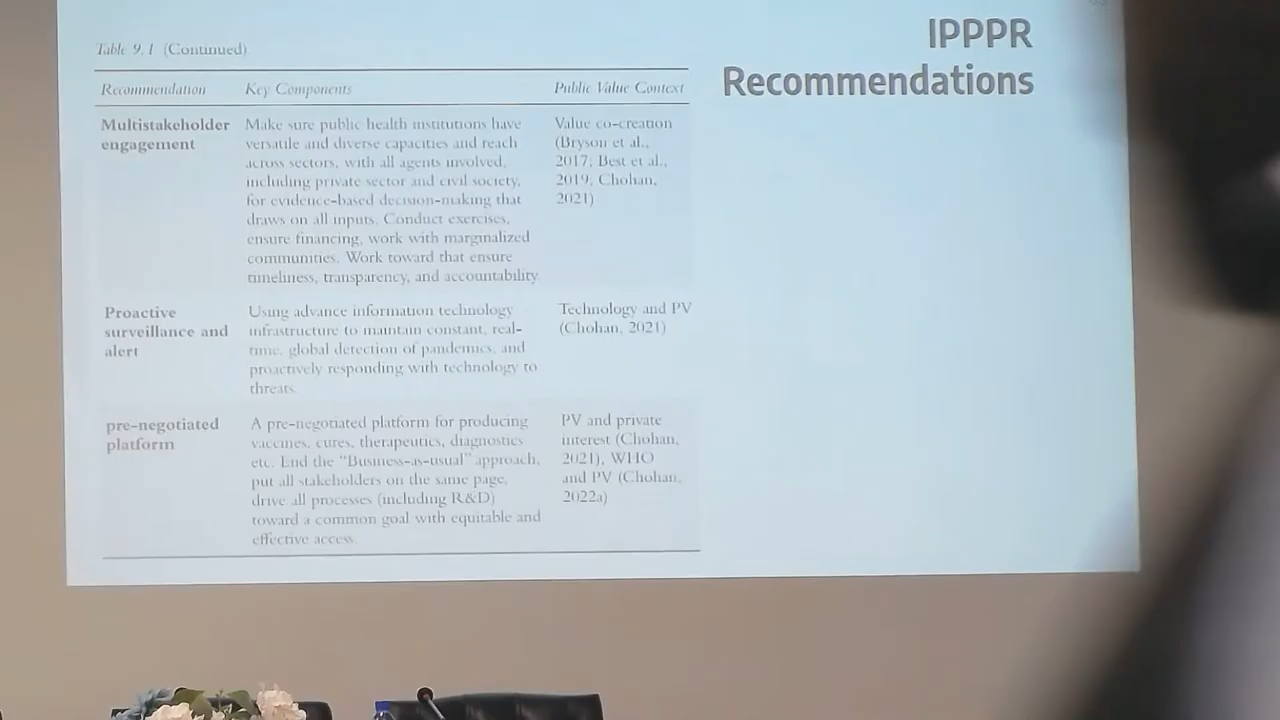 IPPPR
Recommendations
Table 9.1 (Continued)
Recommendation Key Components Public Value Context
Multistakeholder
engagement
Make sure public health institutions have
versatile and diverse capacities and reach
across sectors, with all agents involved,
including private sector and civil society,
for evidence-based decision-making that
draws on all inputs. Conduct exercises,
ensure financing, work with marginalized
communities. Work toward that ensure
timeliness, transparency, and accountability
Value co-creation
(Bryson et al.,
2017; Best et al.,
2019; Chohan,
2021)
Proactive
surveillance and
alert
Using advance information technology
infrastructure to maintain constant, real-
time, global detection of pandemics, and
proactively responding with technology to
threats.
Technology and PV
(Chohan, 2021)
pre-negotiated
platform
A pre-negotiated platform for producing
vaccines, cures, therapeutics, diagnostics
etc. End the “Business-as-usual” approach,
put all stakeholders on the same page,
drive all processes (including R&D)
toward a common goal with equitable and
effective access.
PV and private
interest (Chohan,
2021), WHO
and PV (Chohan,
2022a)